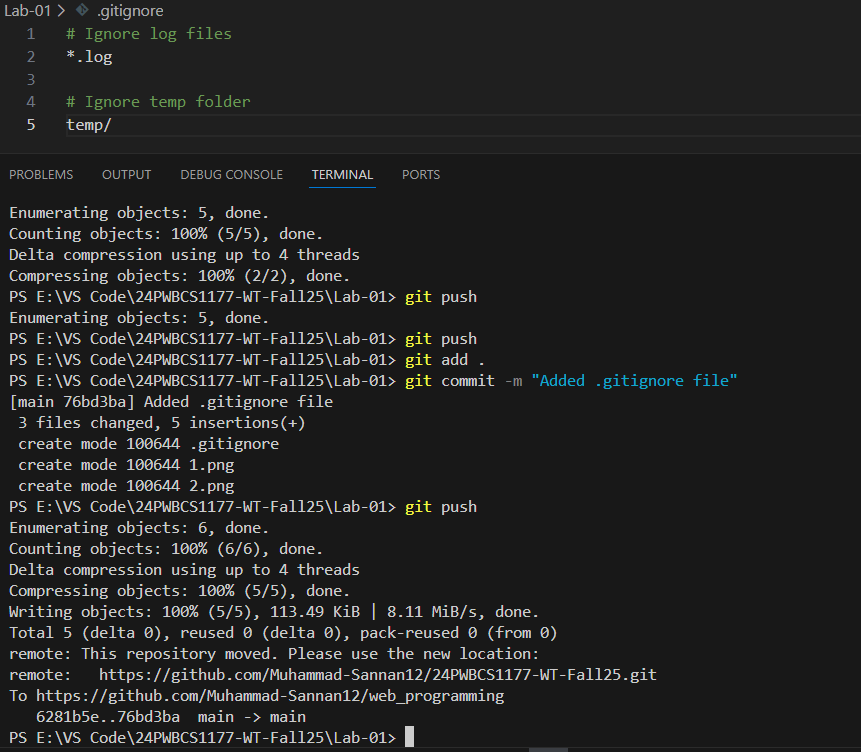 Lab-01 > .gitignore
1 # Ignore log files
2 *.log
3
4 # Ignore temp folder
5 temp/
PROBLEMS OUTPUT DEBUG CONSOLE TERMINAL PORTS
Enumerating objects: 5, done.
Counting objects: 100% (5/5), done.
Delta compression using up to 4 threads
Compressing objects: 100% (2/2), done.
PS E:\VS Code\24PWBCS1177-WT-Fall25\Lab-01> git push
Enumerating objects: 5, done.
PS E:\VS Code\24PWBCS1177-WT-Fall25\Lab-01> git push
PS E:\VS Code\24PWBCS1177-WT-Fall25\Lab-01> git add .
PS E:\VS Code\24PWBCS1177-WT-Fall25\Lab-01> git commit -m "Added .gitignore file"
[main 76bd3ba] Added .gitignore file
3 files changed, 5 insertions(+)
create mode 100644 .gitignore
create mode 100644 1.png
create mode 100644 2.png
PS E:\VS Code\24PWBCS1177-WT-Fall25\Lab-01> git push
Enumerating objects: 6, done.
Counting objects: 100% (6/6), done.
Delta compression using up to 4 threads
Compressing objects: 100% (5/5), done.
Writing objects: 100% (5/5), 113.49 KiB | 8.11 MiB/s, done.
Total 5 (delta 0), reused 0 (delta 0), pack-reused 0 (from 0)
remote: This repository moved. Please use the new location:
remote:   https://github.com/Muhammad-Sannan12/24PWBCS1177-WT-Fall25.git
To https://github.com/Muhammad-Sannan12/web_programming
6281b5e..76bd3ba  main -> main
PS E:\VS Code\24PWBCS1177-WT-Fall25\Lab-01>